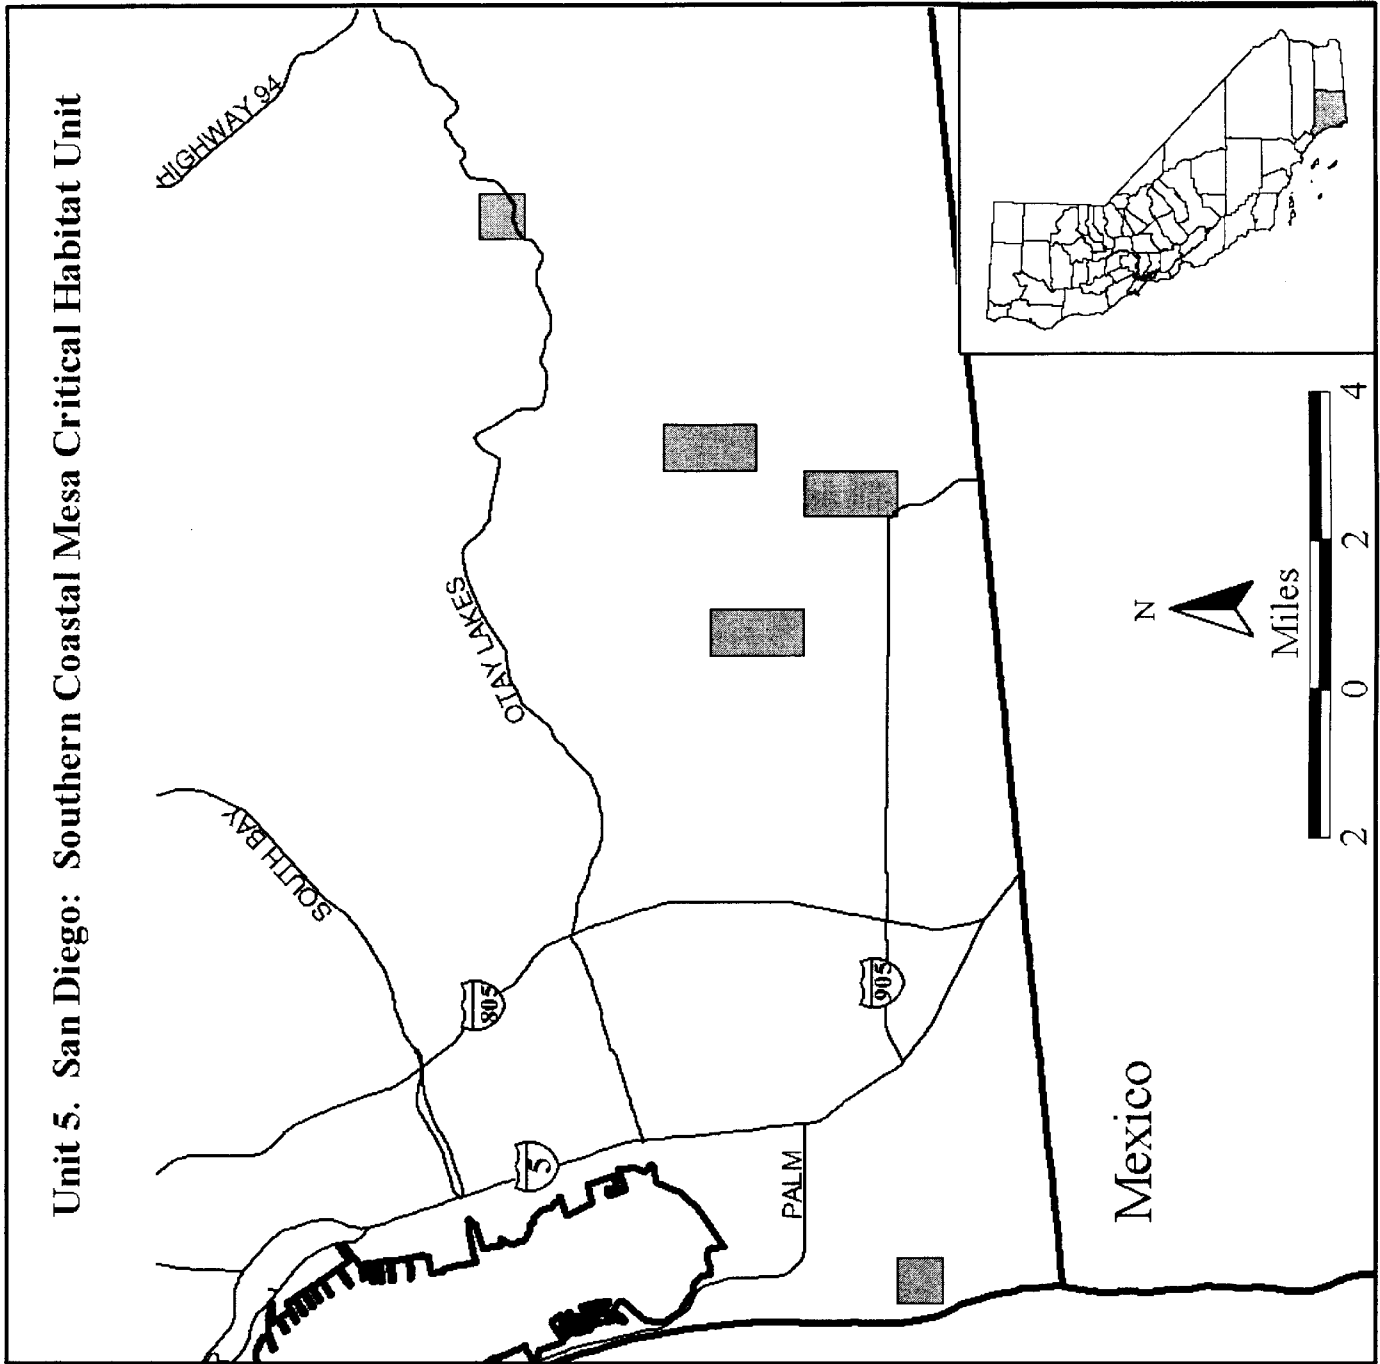 Unit 5. San Diego: Southern Coastal Mesa Critical Habitat Unit
HIGHWAY 94
SOUTH BAY
OTAY LAKES
805
5
905
PALM
Mexico
N
Miles
2 0 2 4